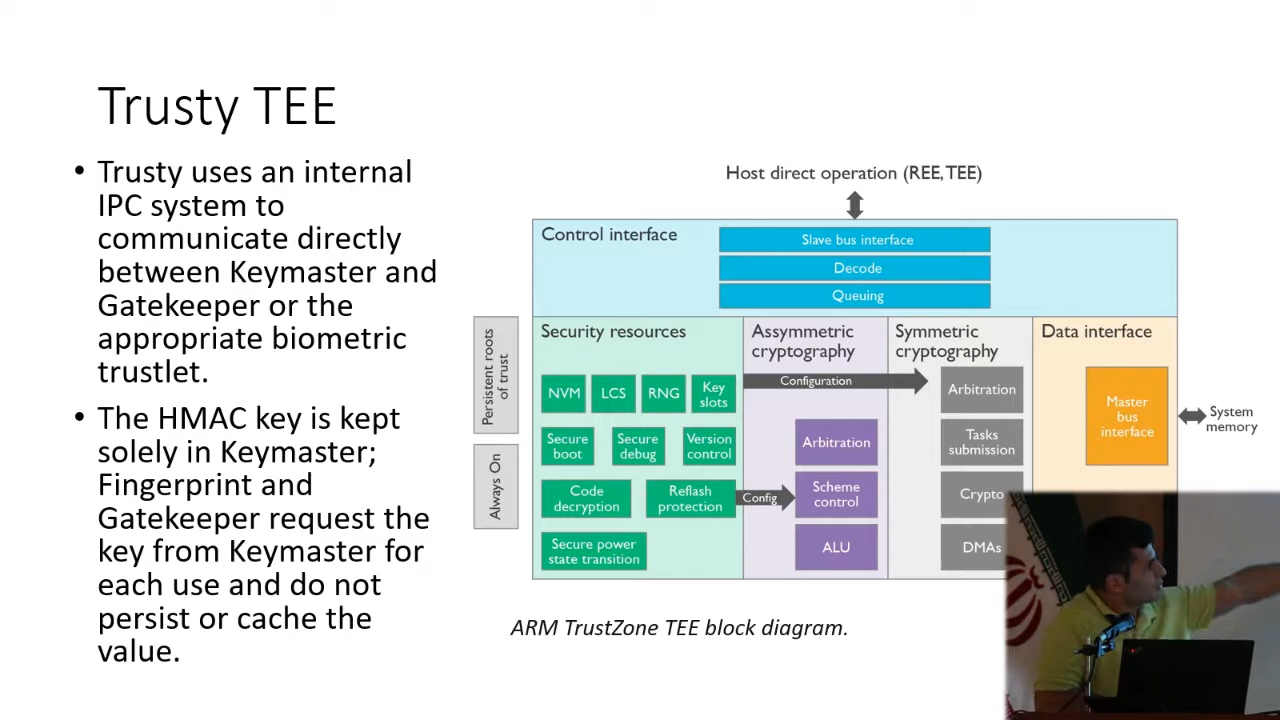 Trusty TEE
• Trusty uses an internal
IPC system to
communicate directly
between Keymaster and
Gatekeeper or the
appropriate biometric
trustlet.
• The HMAC key is kept
solely in Keymaster;
Fingerprint and
Gatekeeper request the
key from Keymaster for
each use and do not
persist or cache the
value.
Host direct operation (REE, TEE)
Control interface
Slave bus interface
Decode
Queuing
Persistent roots
of trust
Always On
Security resources
NVM
LCS
RNG
Key
slots
Secure
boot
Secure
debug
Version
control
Code
decryption
Reflash
protection
Secure power
state transition
Assymmetric
cryptography
Configuration
Arbitration
Config
Scheme
control
ALU
Symmetric
cryptography
Arbitration
Tasks
submission
Crypto
DMAs
Data interface
Master
bus
interface
System
memory
ARM TrustZone TEE block diagram.